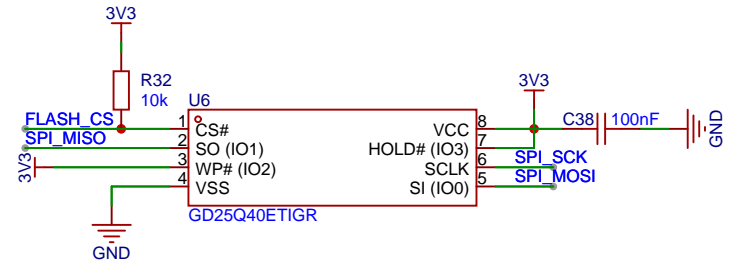 3V3
R32
10k
U6
3V3
FLASH_CS
1
CS#
VCC
8
C38
100nF
GND
SPI_MISO
2
SO (IO1)
HOLD# (IO3)
7
3V3
3
WP# (IO2)
SCLK
6
SPI_SCK
4
VSS
SI (IO0)
5
SPI_MOSI
GD25Q40ETIGR
GND